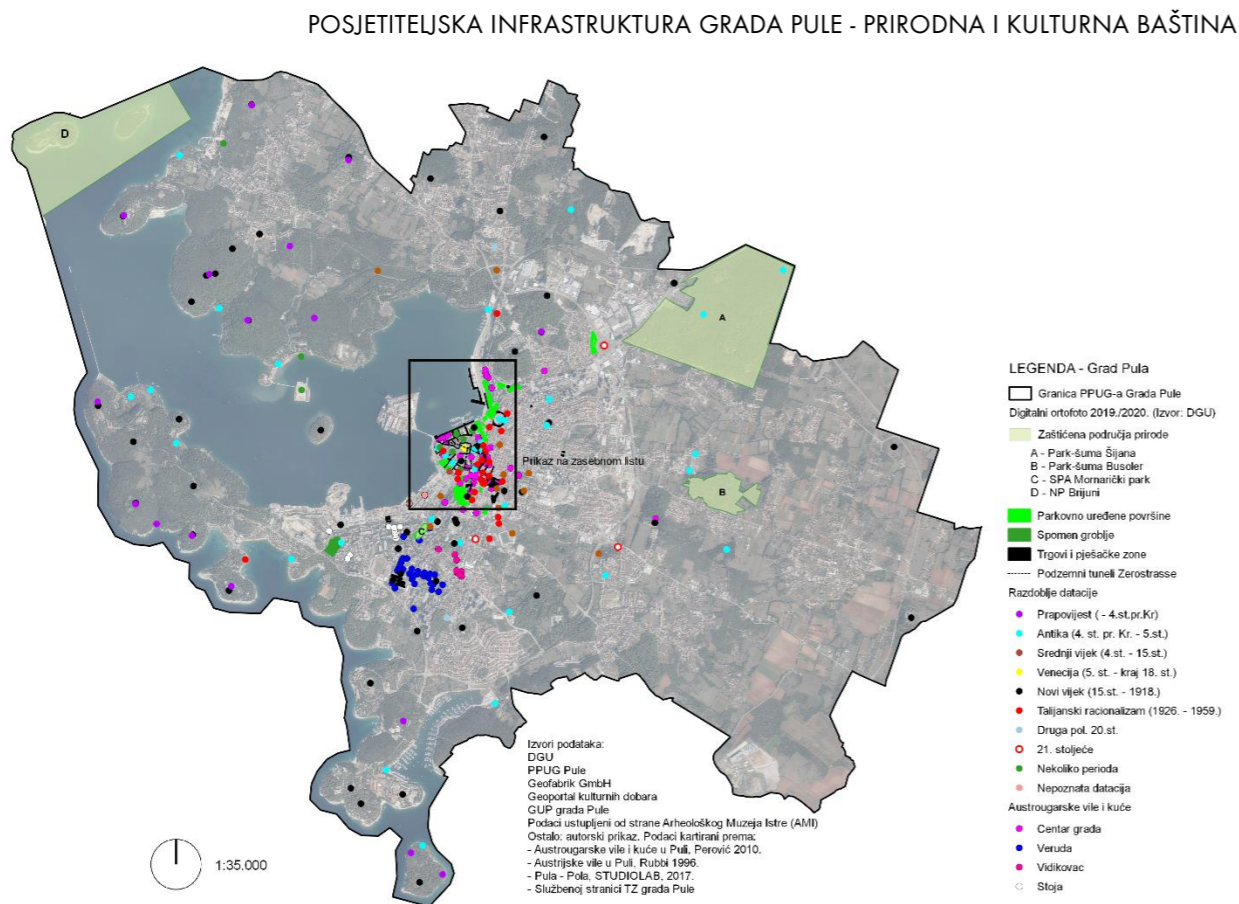 POSJETITELJSKA INFRASTRUKTURA GRADA PULE - PRIRODNA I KULTURNA BAŠTINA
D
A
B
C
Prikaz na zasebnom listu
LEGENDA - Grad Pula
Granica PPUG-a Grada Pule
Digitalni ortofoto 2019./2020. (Izvor: DGU)
Zaštićena područja prirode
A - Park-šuma Šijana
B - Park-šuma Busoler
C - SPA Mornarički park
D - NP Brijuni
Parkovno uređene površine
Spomen groblje
Trgovi i pješačke zone
Podzemni tuneli Zerostrasse
Razdoblje datacije
Prapovijest ( - 4.st.pr.Kr)
Antika (4. st. pr. Kr. - 5.st.)
Srednji vijek (4.st. - 15.st.)
Venecija (5. st. - kraj 18. st.)
Novi vijek (15.st. - 1918.)
Talijanski racionalizam (1926. - 1959.)
Druga pol. 20.st.
21. stoljeće
Nekoliko perioda
Nepoznata datacija
Austrougarske vile i kuće
Centar grada
Veruda
Vidikovac
Stoja
Izvori podataka:
DGU
PPUG Pule
Geofabrik GmbH
Geoportal kulturnih dobara
GUP grada Pule
Podaci ustupljeni od strane Arheološkog Muzeja Istre (AMI)
Ostalo: autorski prikaz. Podaci kartirani prema:
- Austrougarske vile i kuće u Puli, Perović 2010.
- Austrijske vile u Puli, Rubbi 1996.
- Pula - Pola, STUDIOLAB, 2017.
- Službenoj stranici TZ grada Pule
1:35.000